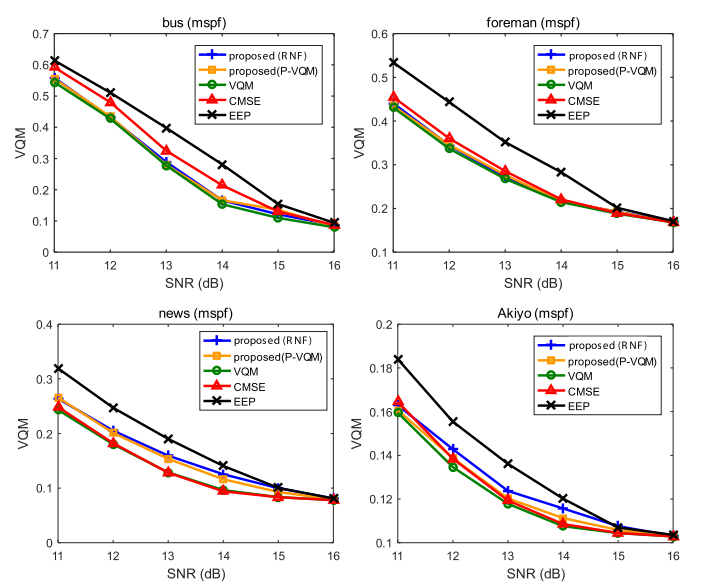 bus (mspf)
0.7
0.6
0.5
0.4
0.3
0.2
0.1
0
VQM
11 12 13 14 15 16
SNR (dB)
proposed (RNF)
proposed(P-VQM)
VQM
CMSE
EEP
foreman (mspf)
0.6
0.5
0.4
0.3
0.2
0.1
VQM
11 12 13 14 15 16
SNR (dB)
proposed (RNF)
proposed(P-VQM)
VQM
CMSE
EEP
news (mspf)
0.4
0.3
0.2
0.1
0
VQM
11 12 13 14 15 16
SNR (dB)
proposed (RNF)
proposed(P-VQM)
VQM
CMSE
EEP
Akiyo (mspf)
0.2
0.18
0.16
0.14
0.12
0.1
VQM
11 12 13 14 15 16
SNR (dB)
proposed (RNF)
proposed(P-VQM)
VQM
CMSE
EEP